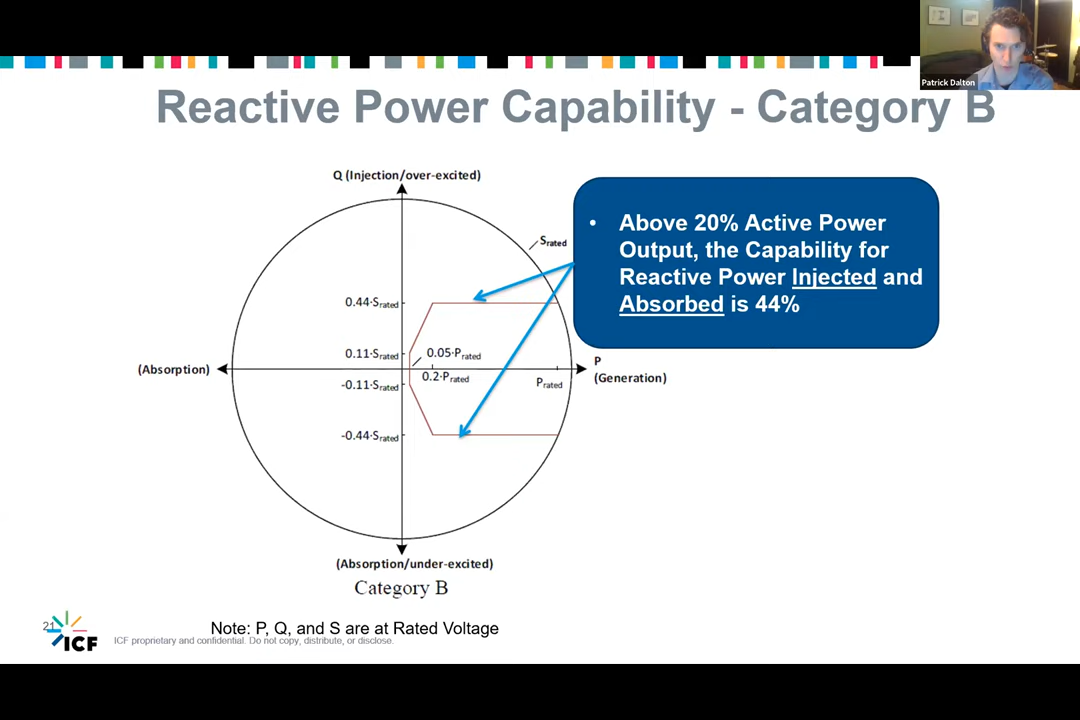 Patrick Dalton
Reactive Power Capability - Category B
Q (Injection/over-excited)
Srated
• Above 20% Active Power
Output, the Capability for
Reactive Power Injected and
Absorbed is 44%
0.44·Srated
0.11·Srated
0.05·Prated
(Absorption)
P
(Generation)
0.2·Prated
Prated
-0.11·Srated
-0.44·Srated
(Absorption/under-excited)
Category B
21
ICF
Note: P, Q, and S are at Rated Voltage
ICF proprietary and confidential. Do not copy, distribute, or disclose.